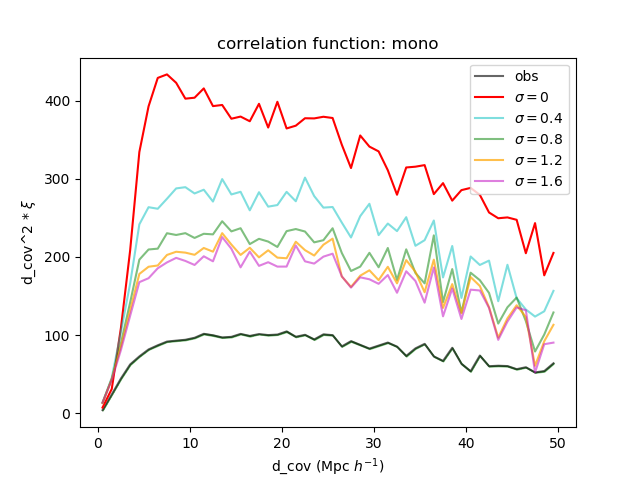 correlation function: mono
obs
σ = 0
σ = 0.4
σ = 0.8
σ = 1.2
σ = 1.6
d_cov^2 * ξ
400
300
200
100
0
0 10 20 30 40 50
d_cov (Mpc h⁻¹)